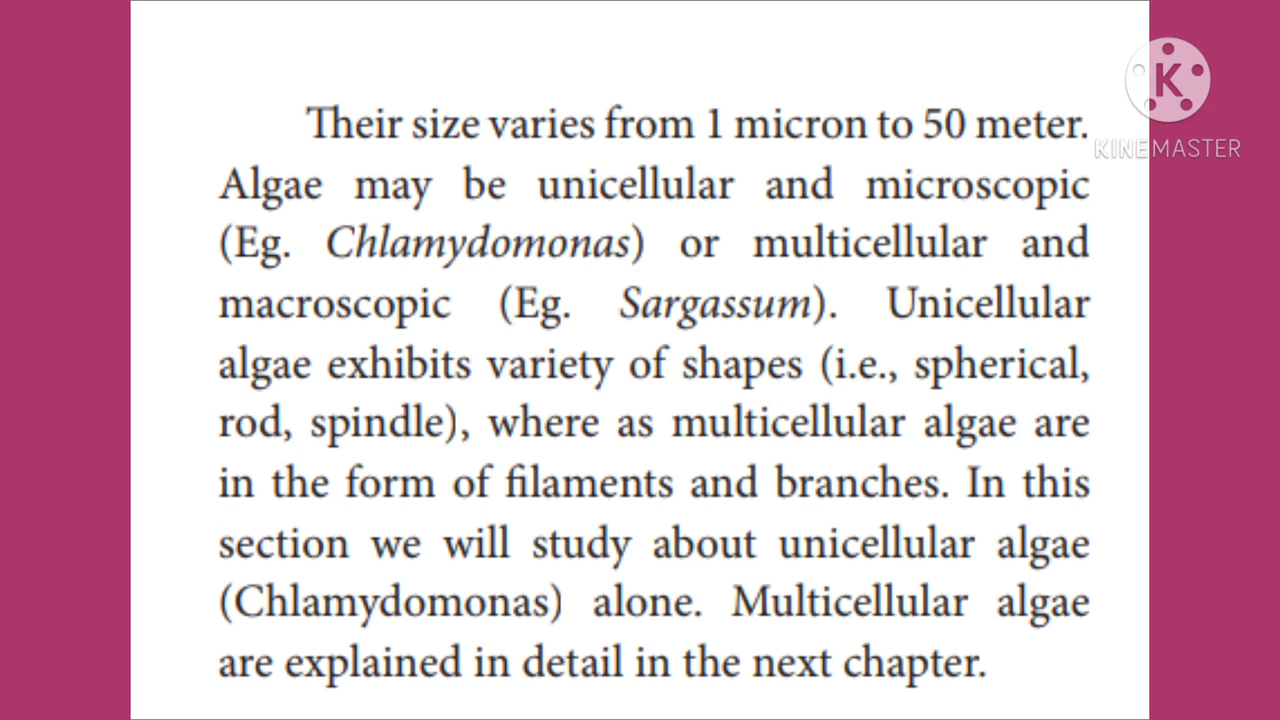 Their size varies from 1 micron to 50 meter.
Algae may be unicellular and microscopic
(Eg. Chlamydomonas) or multicellular and
macroscopic (Eg. Sargassum). Unicellular
algae exhibits variety of shapes (i.e., spherical,
rod, spindle), where as multicellular algae are
in the form of filaments and branches. In this
section we will study about unicellular algae
(Chlamydomonas) alone. Multicellular algae
are explained in detail in the next chapter.
K
KINEMASTER